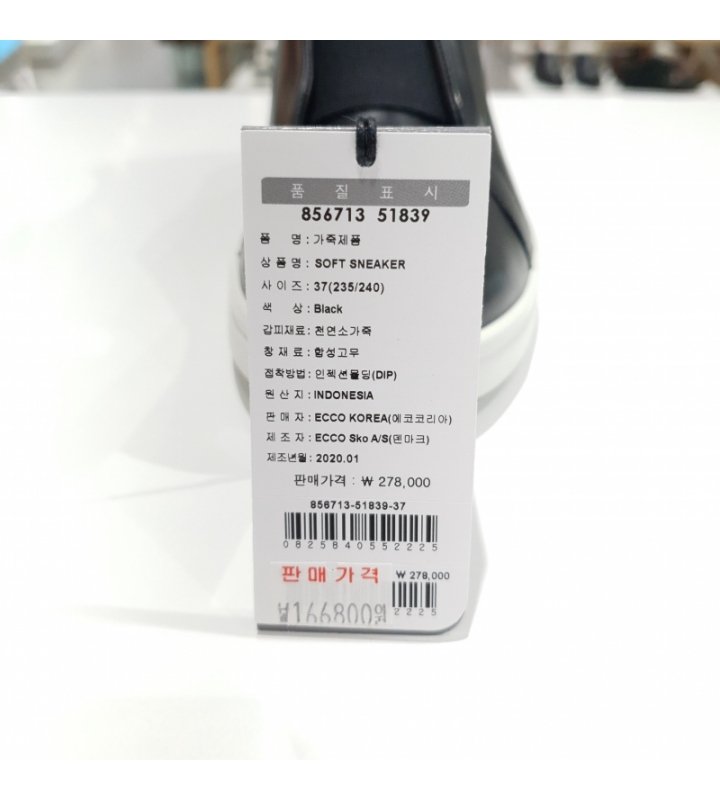 품 질 표 시
856713 51839
품 명 : 가죽제품
상 품 명 : SOFT SNEAKER
사 이 즈 : 37(235/240)
색 상 : Black
갑피재료 : 천연소가죽
창 재 료 : 합성고무
접착방법 : 인젝션몰딩(DIP)
원 산 지 : INDONESIA
판 매 자 : ECCO KOREA(에코코리아)
제 조 자 : ECCO Sko A/S(덴마크)
제조년월 : 2020.01
판매가격 : ₩ 278,000
856713-51839-37
082584055 2225
판매가격 ₩ 278,000
₩166800원
2225